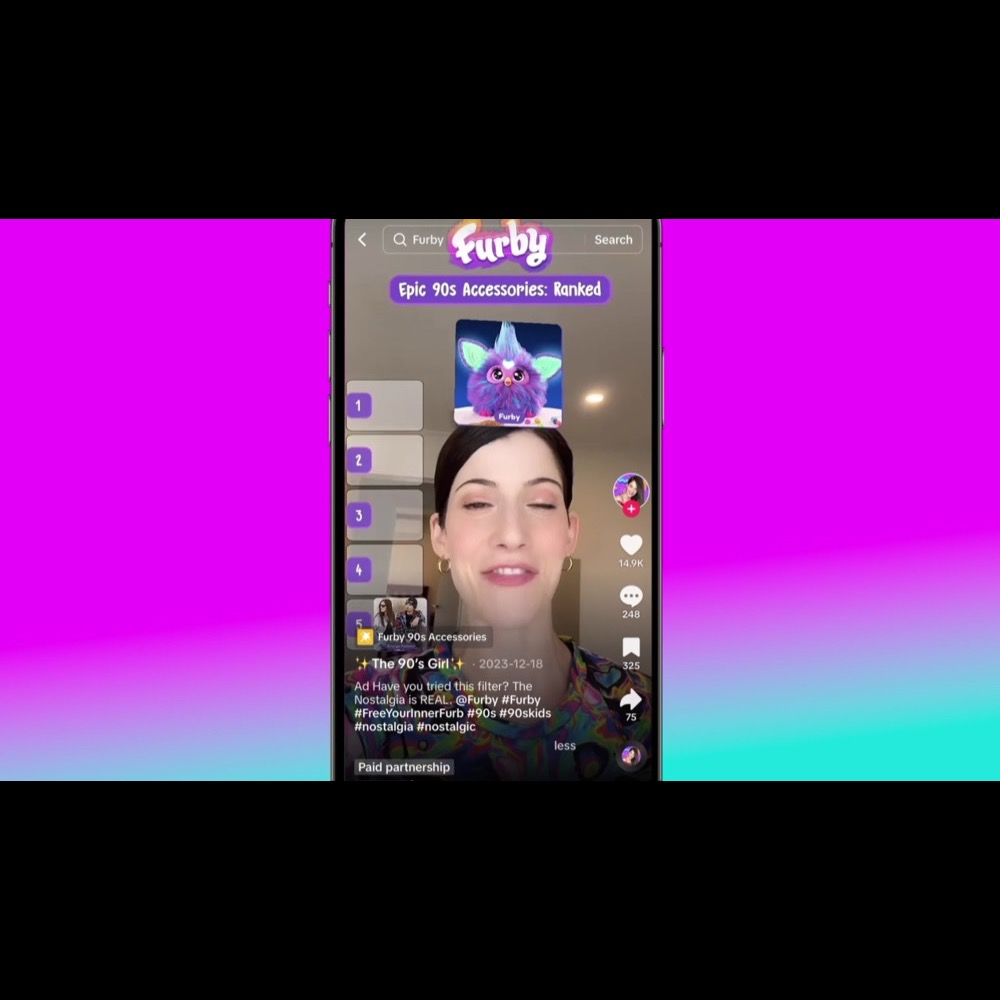 Furby
Furby
Search
Epic 90s Accessories: Ranked
Furby
1
2
3
4
5
14.9K
248
325
75
Furby 90s Accessories
✨The 90's Girl✨ · 2023-12-18
Ad Have you tried this filter? The
Nostalgia is REAL. @Furby #Furby
#FreeYourInnerFurb #90s #90skids
#nostalgia #nostalgic
less
Paid partnership